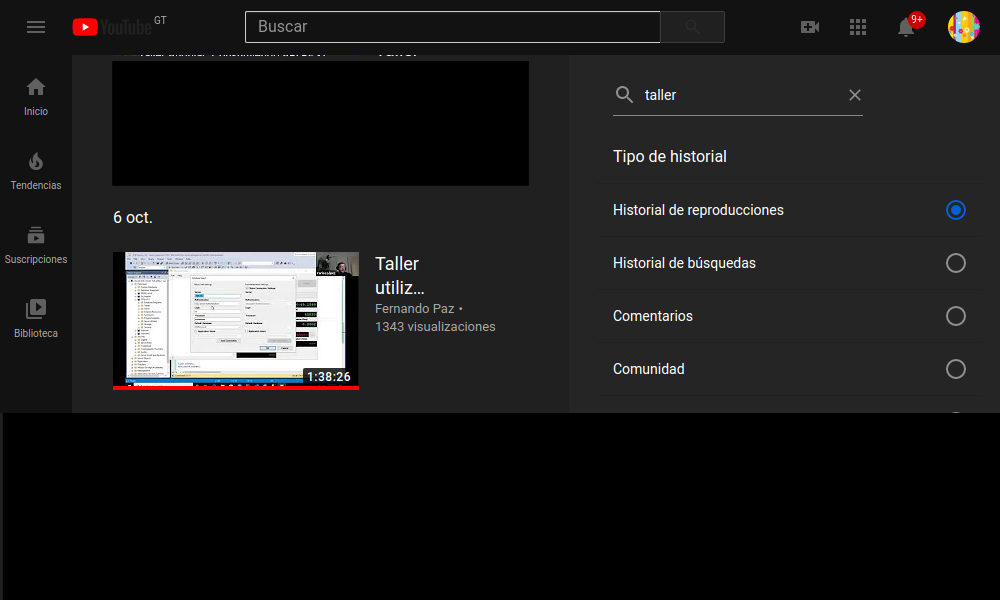 YouTube GT
Buscar
9+
Inicio
Tendencias
Suscripciones
Biblioteca
6 oct.
1:38:26
Taller
utiliz…
Fernando Paz •
1343 visualizaciones
taller
Tipo de historial
Historial de reproducciones
Historial de búsquedas
Comentarios
Comunidad